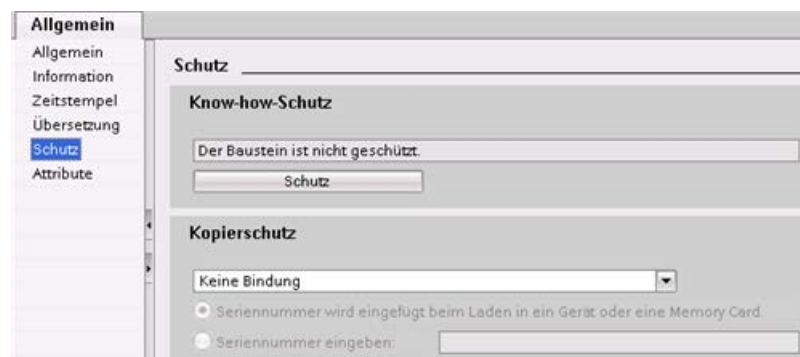 Allgemein
Allgemein
Information
Zeitstempel
Übersetzung
Schutz
Attribute
Schutz
Know-how-Schutz
Der Baustein ist nicht geschützt.
Schutz
Kopierschutz
Keine Bindung
Seriennummer wird eingefügt beim Laden in ein Gerät oder eine Memory Card.
Seriennummer eingeben: